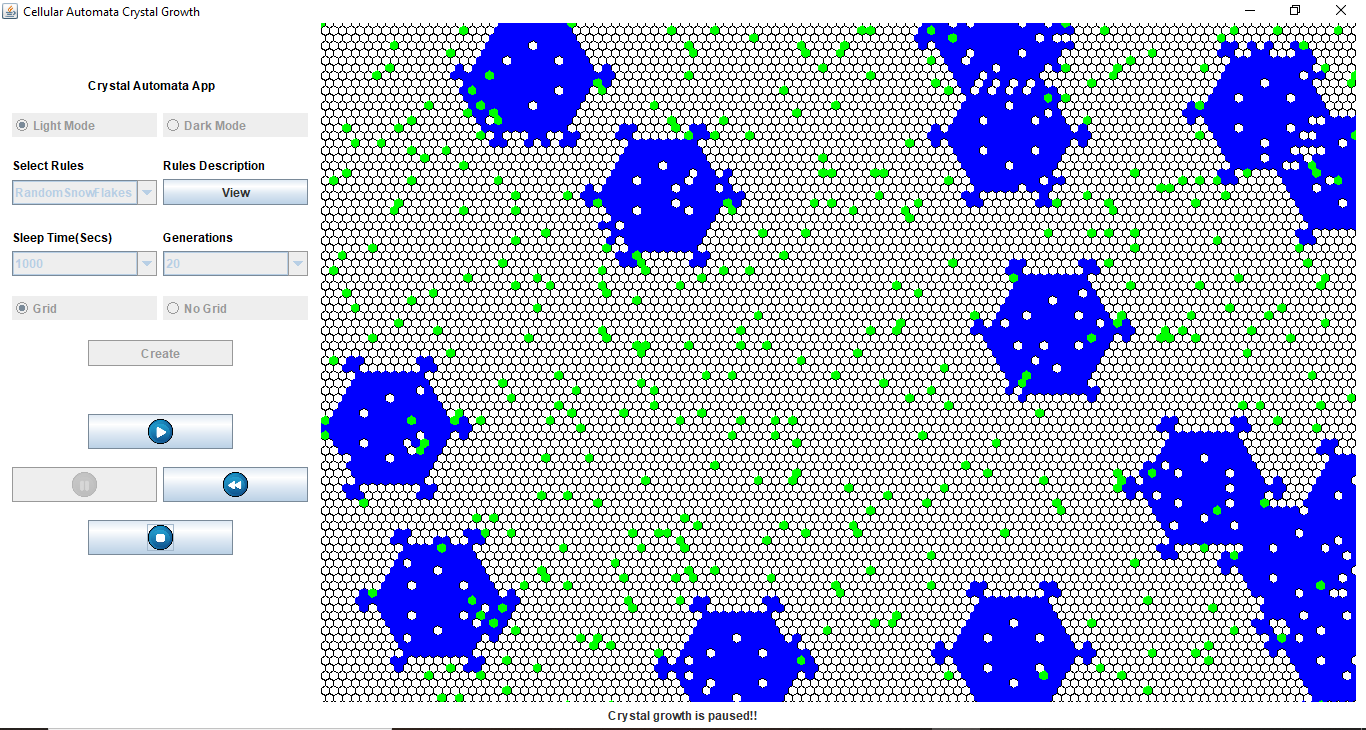 Cellular Automata Crystal Growth
Crystal Automata App
Light Mode
Dark Mode
Select Rules
Rules Description
RandomSnowFlakes
View
Sleep Time(Secs)
Generations
1000
20
Grid
No Grid
Create
Crystal growth is paused!!